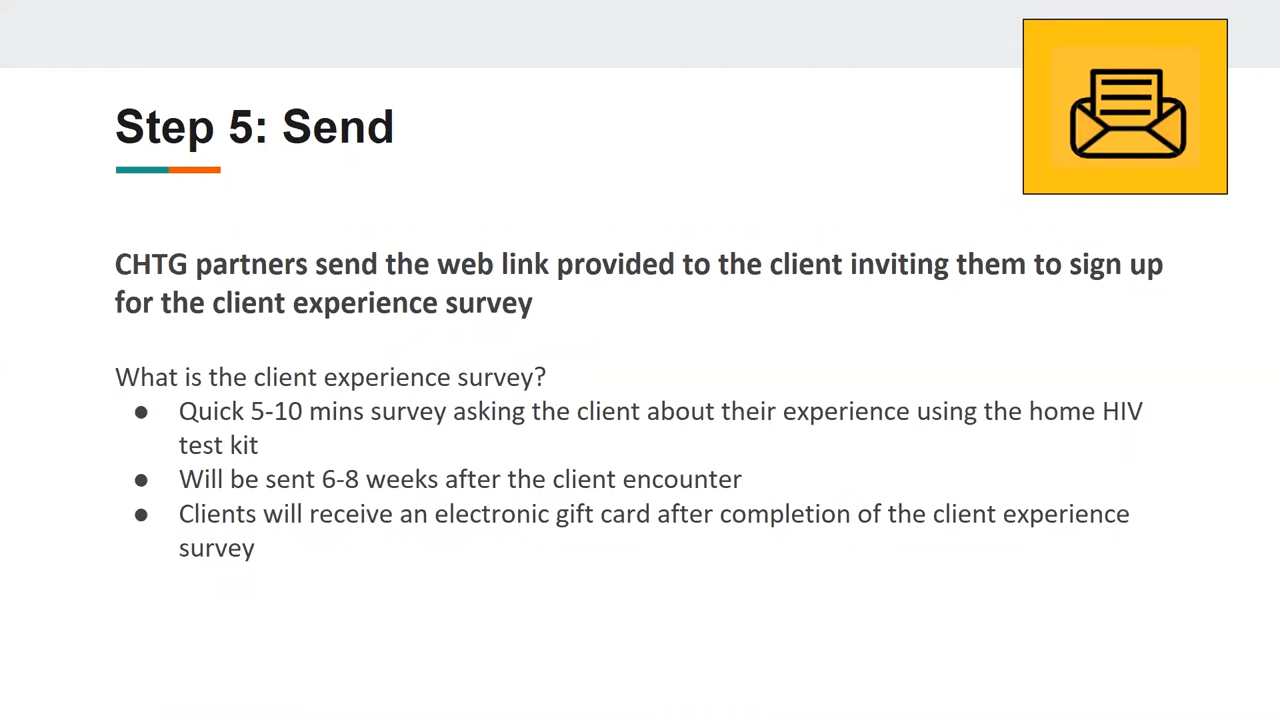 Step 5: Send
CHTG partners send the web link provided to the client inviting them to sign up
for the client experience survey
What is the client experience survey?
● Quick 5-10 mins survey asking the client about their experience using the home HIV
test kit
● Will be sent 6-8 weeks after the client encounter
● Clients will receive an electronic gift card after completion of the client experience
survey